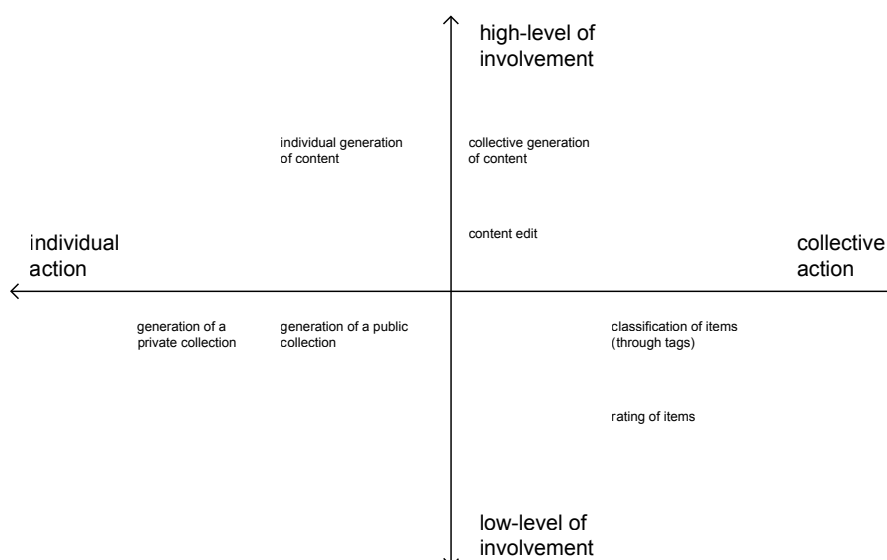 high-level of
involvement
individual generation
of content
collective generation
of content
content edit
individual
action
collective
action
generation of a
private collection
generation of a public
collection
classification of items
(through tags)
rating of items
low-level of
involvement